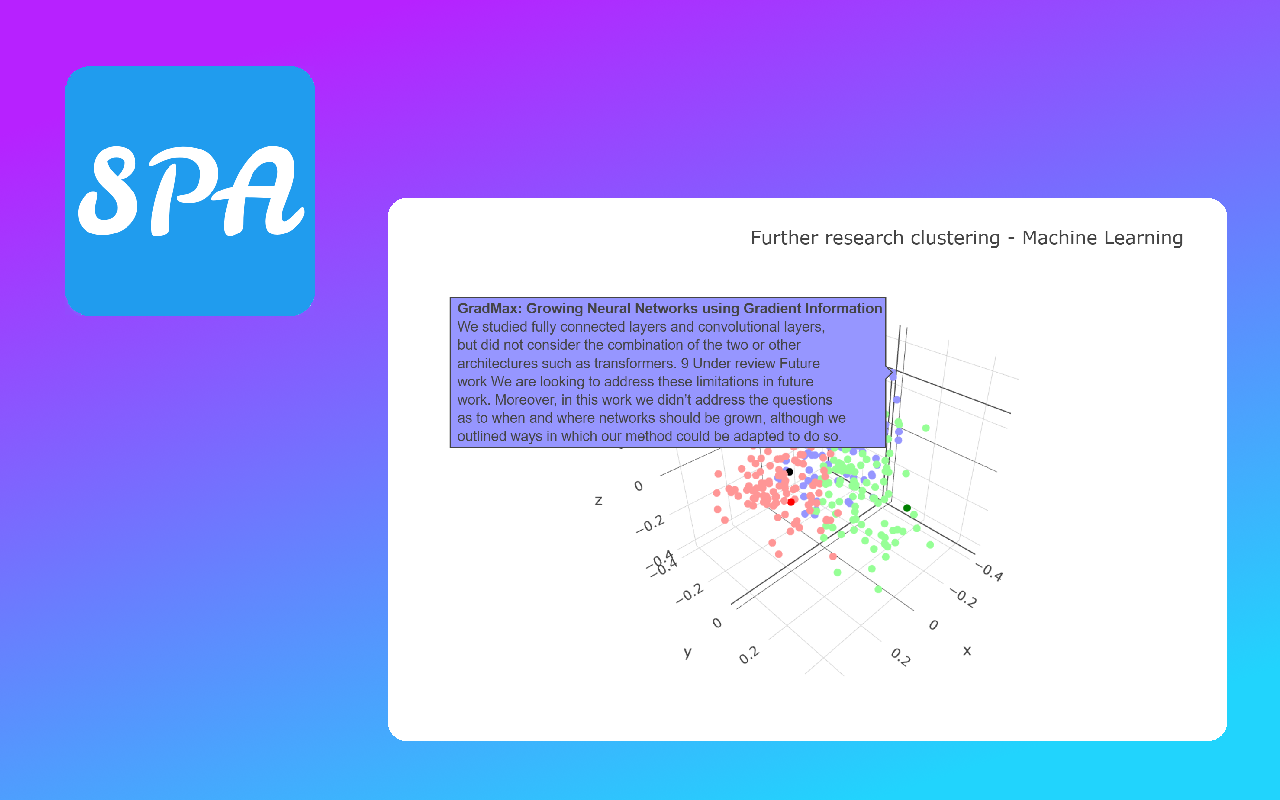 SPA
Further research clustering - Machine Learning
GradMax: Growing Neural Networks using Gradient Information
We studied fully connected layers and convolutional layers,
but did not consider the combination of the two or other
architectures such as transformers. 9 Under review Future
work We are looking to address these limitations in future
work. Moreover, in this work we didn't address the questions
as to when and where networks should be grown, although we
outlined ways in which our method could be adapted to do so.
z
0
−0.2
−0.4
−0.4
−0.2
0
0.2
y
−0.4
−0.2
0
0.2
x